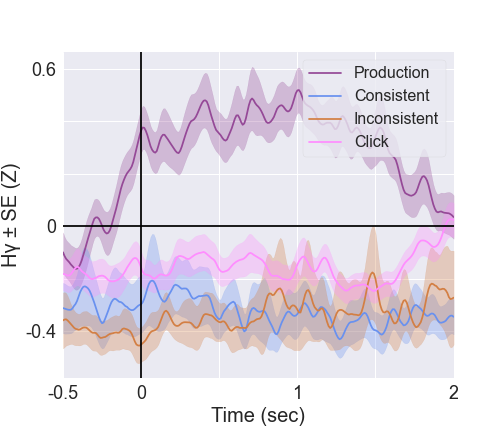 Hγ ± SE (Z)
0.6
0
-0.4
Production
Consistent
Inconsistent
Click
-0.5 0 1 2
Time (sec)